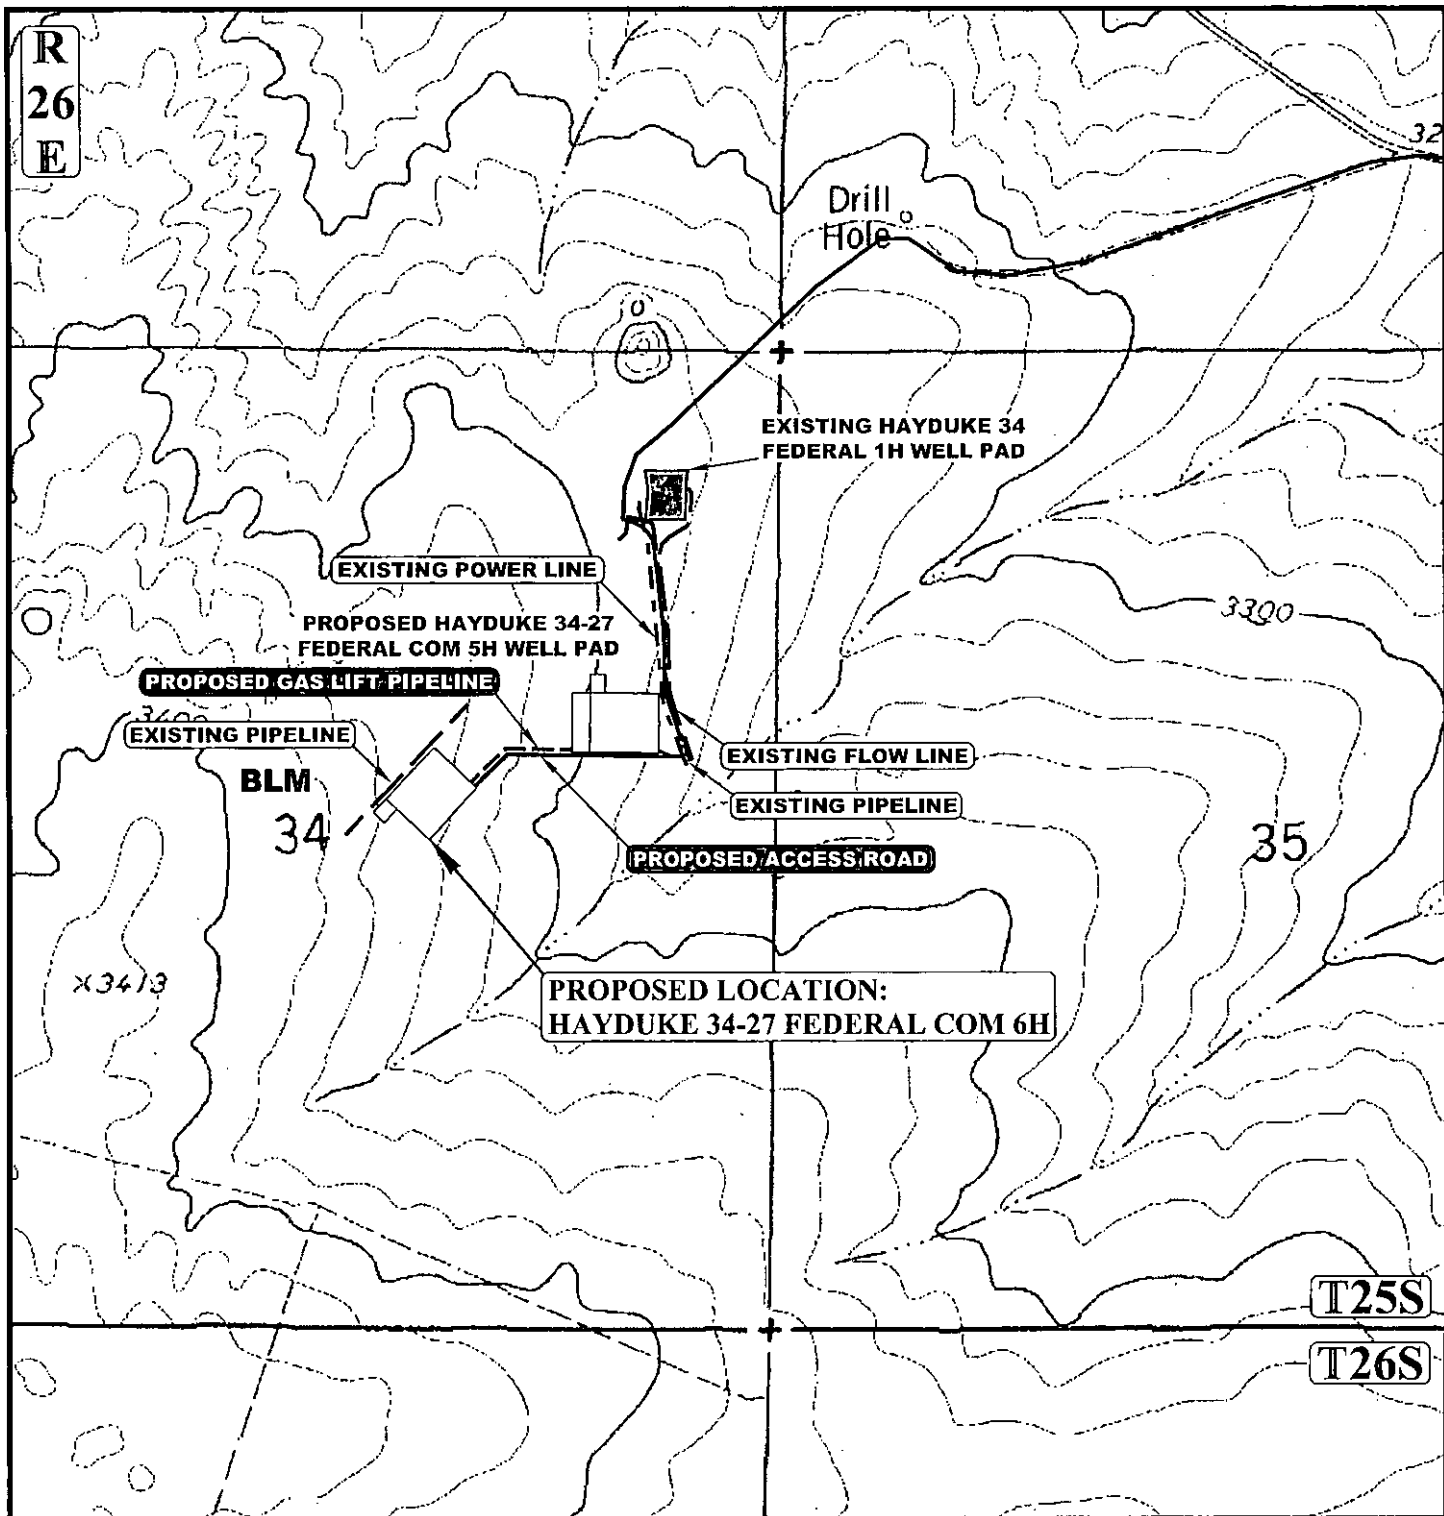 R
26
E
32
Drill
Hole
EXISTING HAYDUKE 34
FEDERAL 1H WELL PAD
EXISTING POWER LINE
3300
PROPOSED HAYDUKE 34-27
FEDERAL COM 5H WELL PAD
PROPOSED GAS LIFT PIPELINE
EXISTING PIPELINE
EXISTING FLOW LINE
BLM
EXISTING PIPELINE
34
35
PROPOSED ACCESS ROAD
×3413
PROPOSED LOCATION:
HAYDUKE 34-27 FEDERAL COM 6H
T25S
T26S